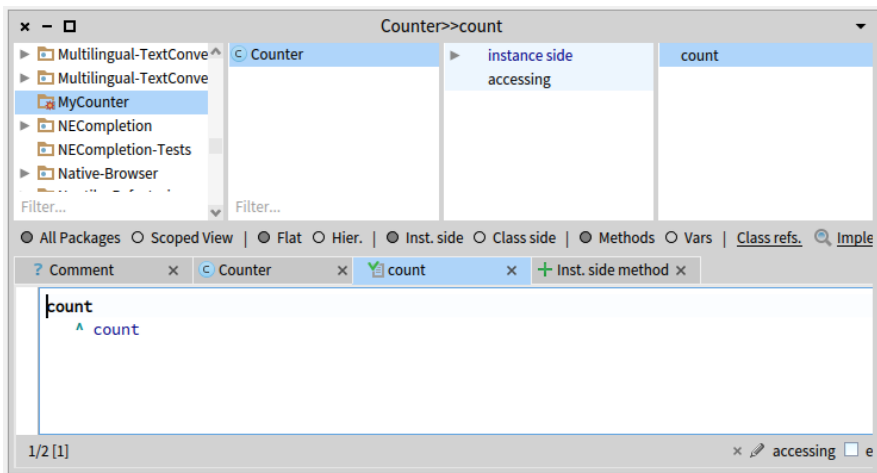 Counter>>count
Multilingual-TextConve
Multilingual-TextConve
MyCounter
NECompletion
NECompletion-Tests
Native-Browser
Filter...
Counter
Filter...
instance side
accessing
count
All Packages Scoped View | Flat Hier. | Inst. side Class side | Methods Vars | Class refs. Imple
? Comment × C Counter × count × + Inst. side method ×
count
^ count
1/2 [1] × accessing e